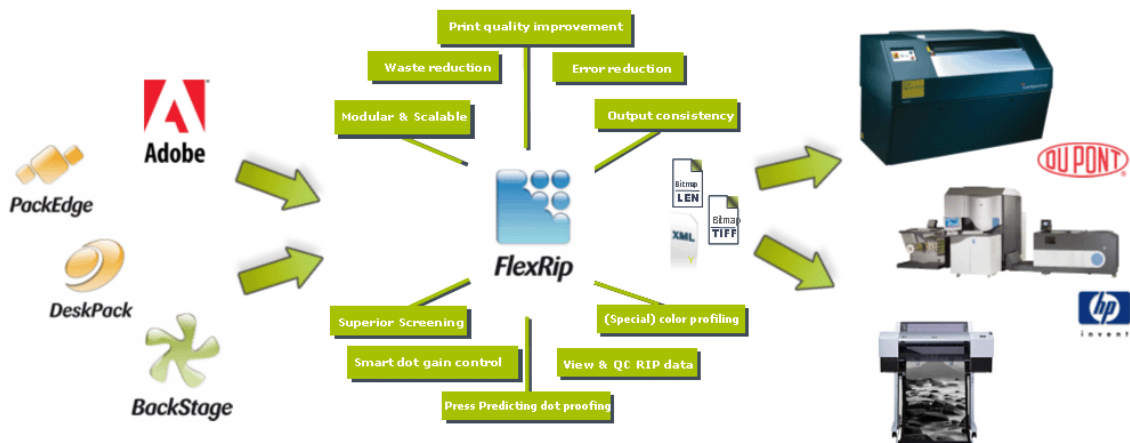 Print quality improvement
Waste reduction
Error reduction
Modular & Scalable
Output consistency
Adobe
PackEdge
DeskPack
BackStage
FlexRip
Bitmap
LEN
Bitmap
TIFF
XML
DU PONT
hp
invent
Superior Screening
(Special) color profiling
Smart dot gain control
View & QC RIP data
Press Predicting dot proofing